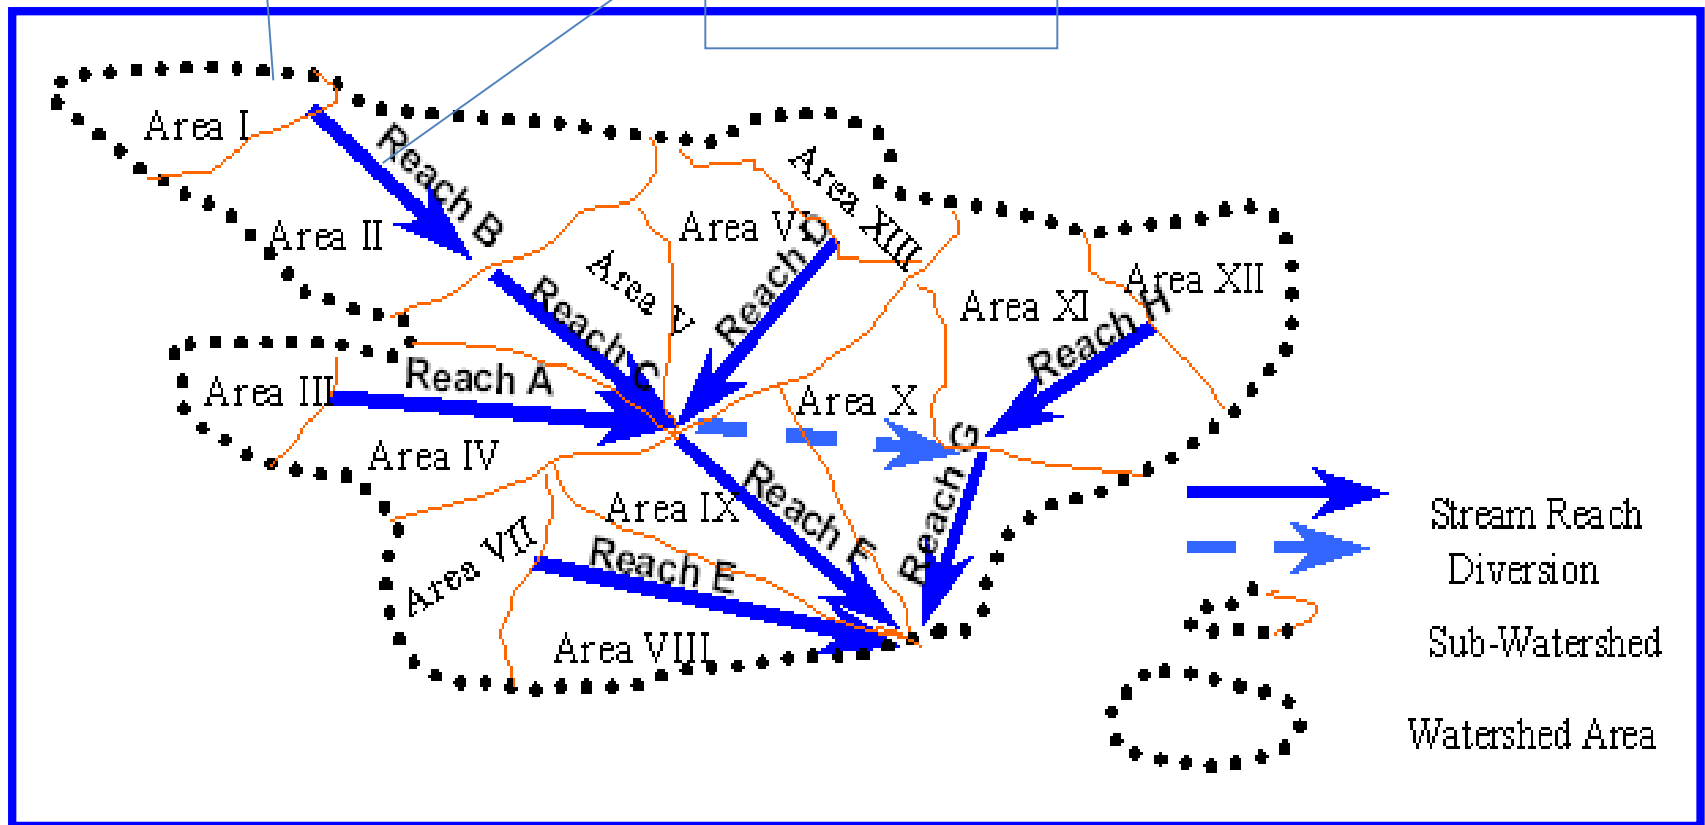 Area I
Reach B
Area II
Area XIII
Area V
Reach D
Area V
Reach C
Area XI
Area XII
Reach H
Area III
Reach A
Area X
Area IV
Reach G
Area IX
Reach F
Area VII
Reach E
Area VIII
Stream Reach
Diversion
Sub-Watershed
Watershed Area